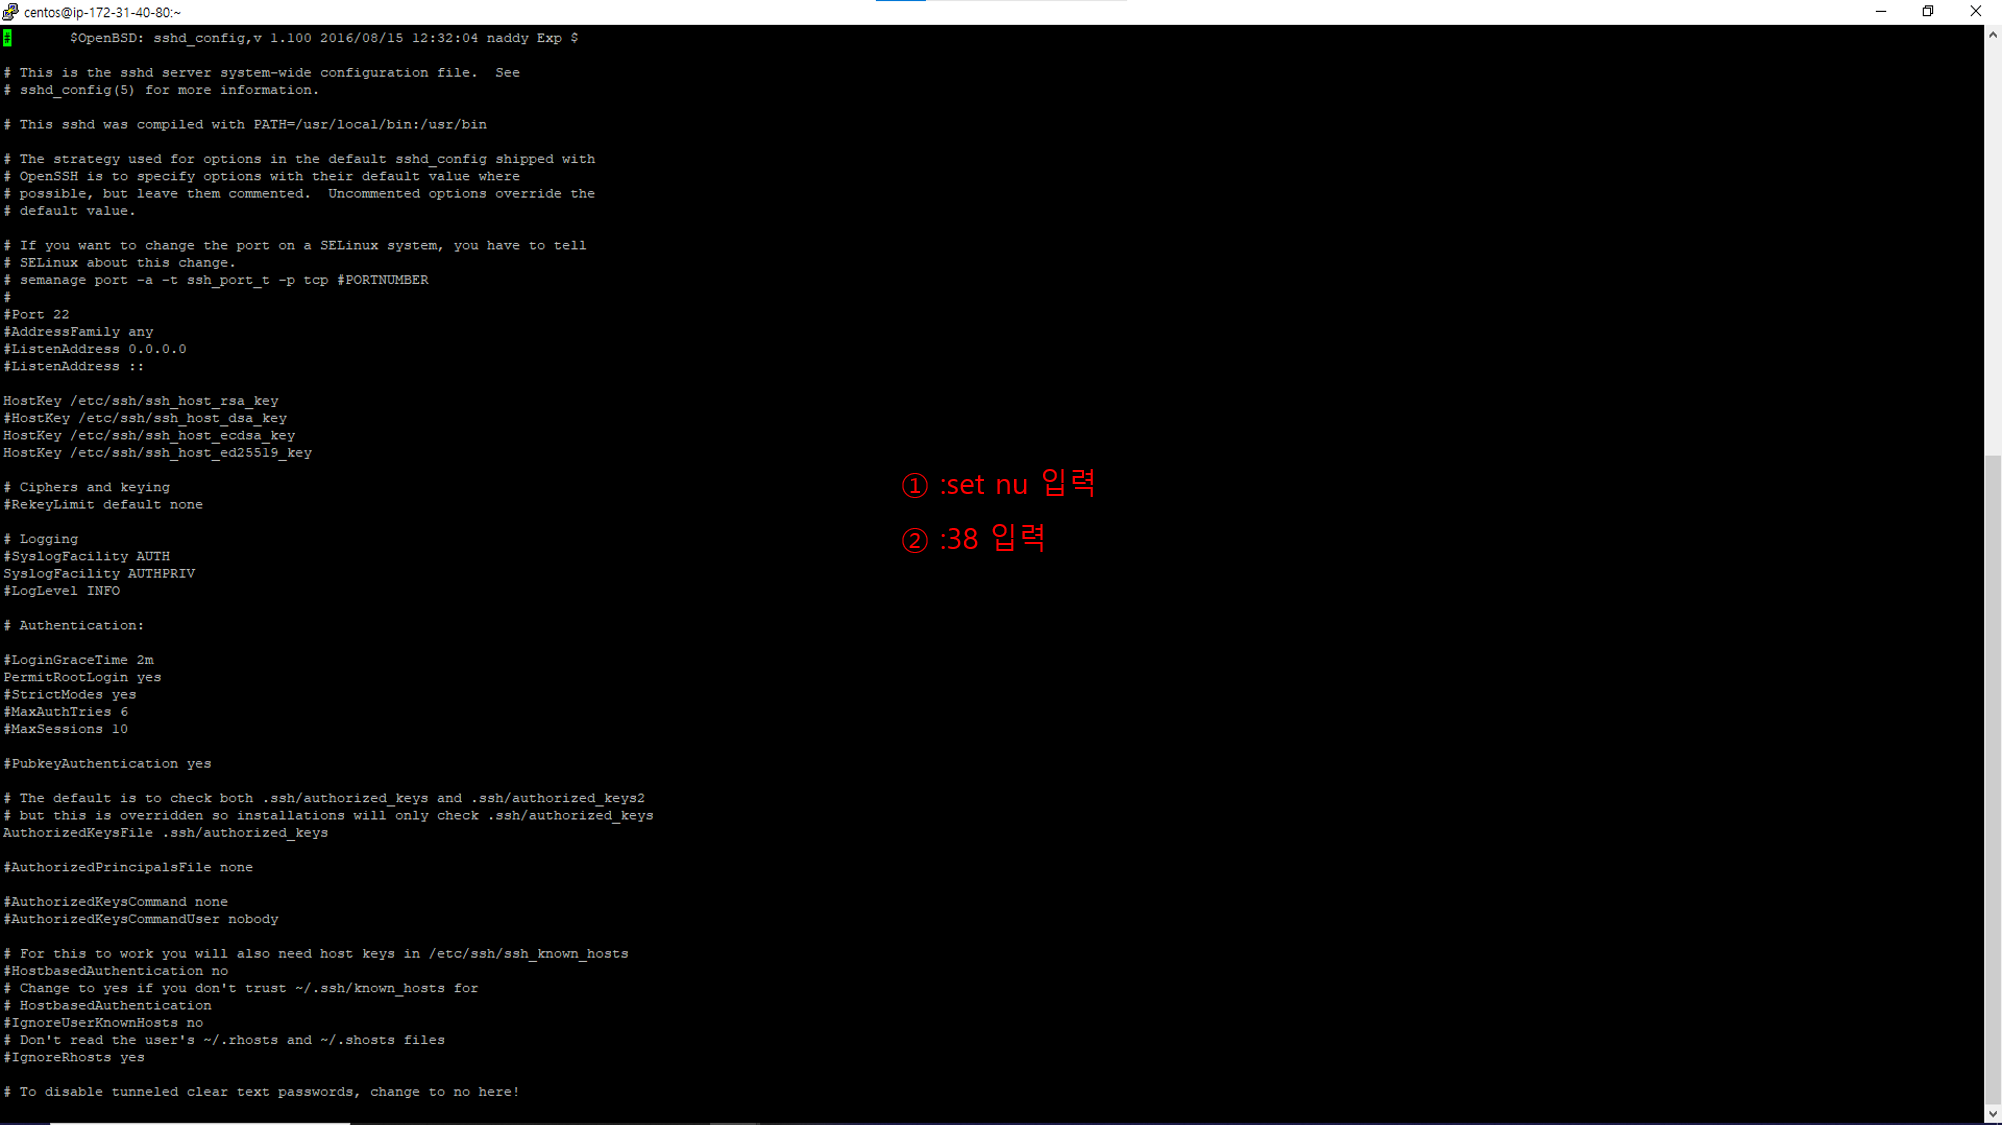 centos@ip-172-31-40-80:~
#       $OpenBSD: sshd_config,v 1.100 2016/08/15 12:32:04 naddy Exp $
# This is the sshd server system-wide configuration file.  See
# sshd_config(5) for more information.
# This sshd was compiled with PATH=/usr/local/bin:/usr/bin
# The strategy used for options in the default sshd_config shipped with
# OpenSSH is to specify options with their default value where
# possible, but leave them commented.  Uncommented options override the
# default value.
# If you want to change the port on a SELinux system, you have to tell
# SELinux about this change.
# semanage port -a -t ssh_port_t -p tcp #PORTNUMBER
#
#Port 22
#AddressFamily any
#ListenAddress 0.0.0.0
#ListenAddress ::
HostKey /etc/ssh/ssh_host_rsa_key
#HostKey /etc/ssh/ssh_host_dsa_key
HostKey /etc/ssh/ssh_host_ecdsa_key
HostKey /etc/ssh/ssh_host_ed25519_key
# Ciphers and keying
#RekeyLimit default none
# Logging
#SyslogFacility AUTH
SyslogFacility AUTHPRIV
#LogLevel INFO
# Authentication:
#LoginGraceTime 2m
PermitRootLogin yes
#StrictModes yes
#MaxAuthTries 6
#MaxSessions 10
#PubkeyAuthentication yes
# The default is to check both .ssh/authorized_keys and .ssh/authorized_keys2
# but this is overridden so installations will only check .ssh/authorized_keys
AuthorizedKeysFile .ssh/authorized_keys
#AuthorizedPrincipalsFile none
#AuthorizedKeysCommand none
#AuthorizedKeysCommandUser nobody
# For this to work you will also need host keys in /etc/ssh/ssh_known_hosts
#HostbasedAuthentication no
# Change to yes if you don't trust ~/.ssh/known_hosts for
# HostbasedAuthentication
#IgnoreUserKnownHosts no
# Don't read the user's ~/.rhosts and ~/.shosts files
#IgnoreRhosts yes
# To disable tunneled clear text passwords, change to no here!
① :set nu 입력
② :38 입력